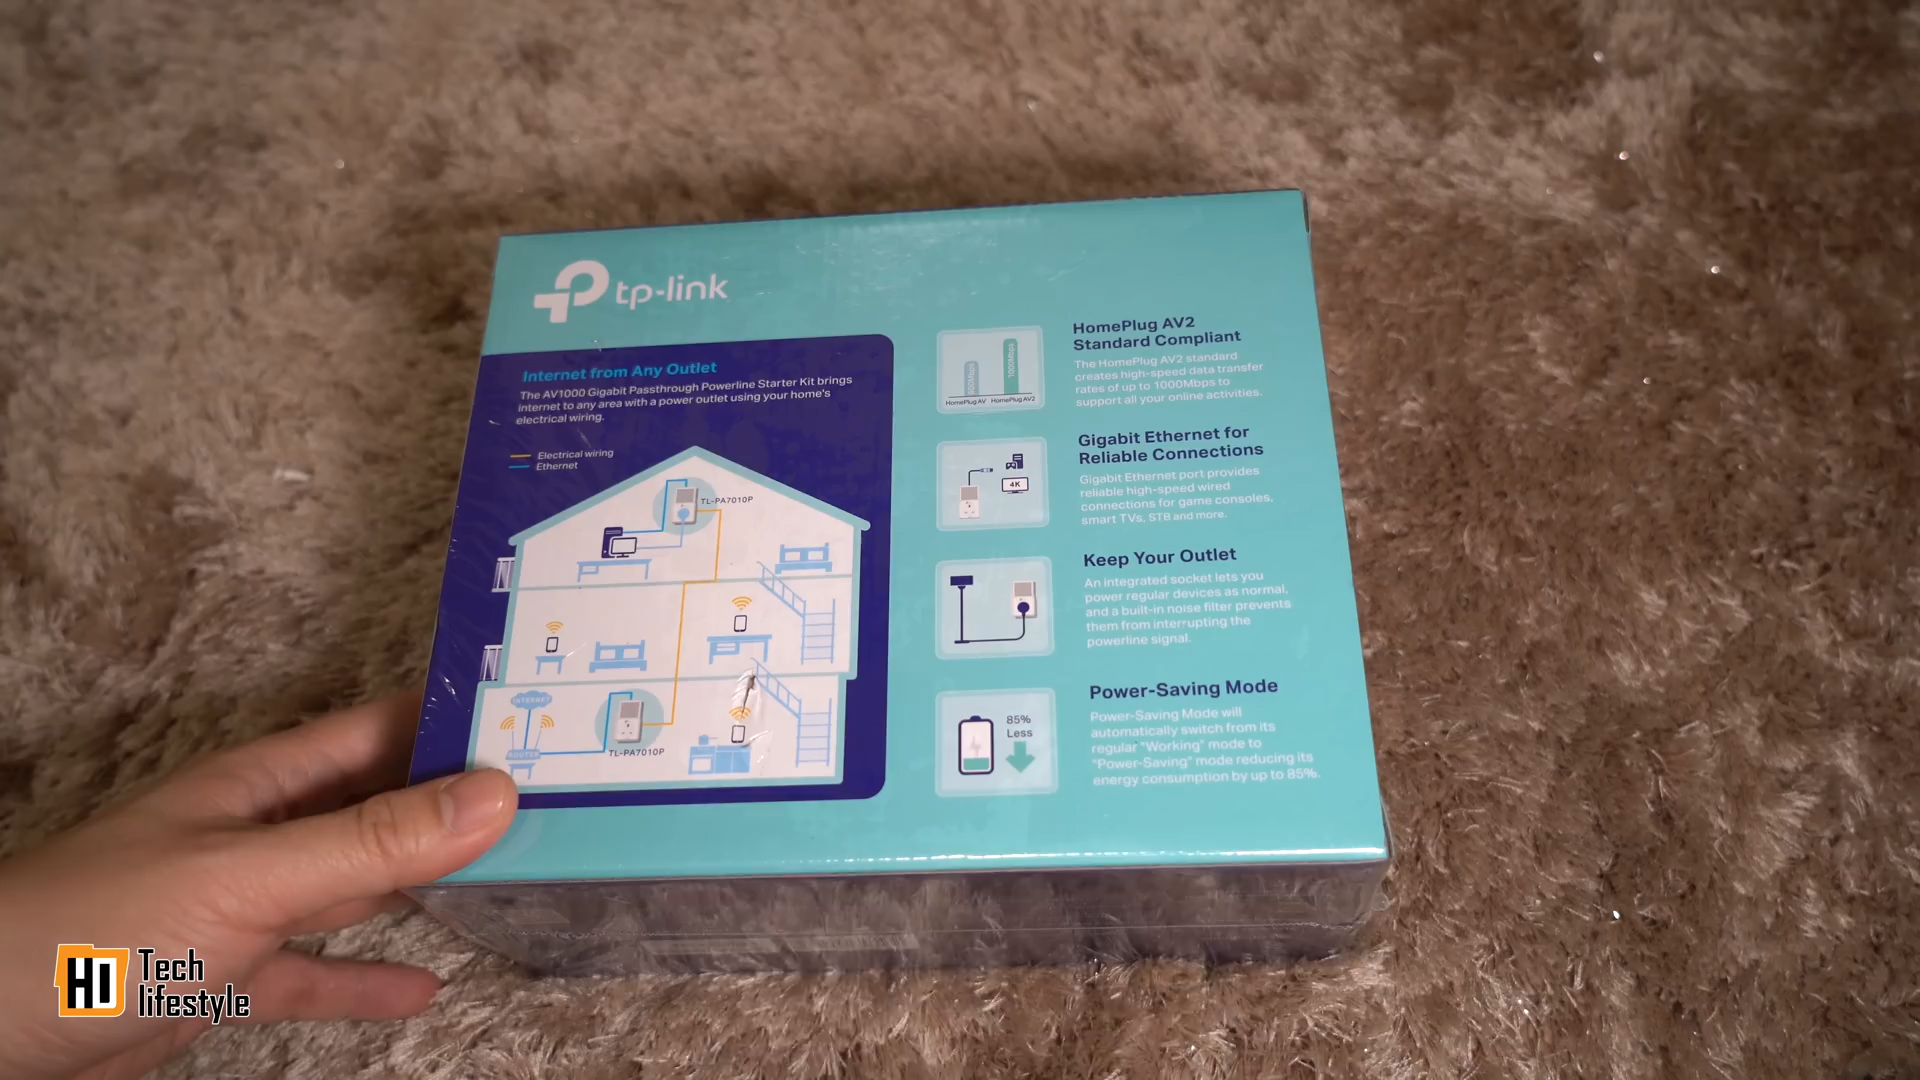 tp-link
Internet from Any Outlet
The AV1000 Gigabit Passthrough Powerline Starter Kit brings
internet to any area with a power outlet using your home's
electrical wiring.
Electrical wiring
Ethernet
TL-PA7010P
INTERNET
ROUTER
TL-PA7010P
HomePlug AV2
Standard Compliant
The HomePlug AV2 standard
creates high-speed data transfer
rates of up to 1000Mbps to
support all your online activities.
1000Mbps
HomePlug AV HomePlug AV2
Gigabit Ethernet for
Reliable Connections
Gigabit Ethernet port provides
reliable high-speed wired
connections for game consoles,
smart TVs, STB and more.
4K
Keep Your Outlet
An integrated socket lets you
power regular devices as normal,
and a built-in noise filter prevents
them from interrupting the
powerline signal.
Power-Saving Mode
Power-Saving Mode will
automatically switch from its
regular "Working" mode to
"Power-Saving" mode reducing its
energy consumption by up to 85%.
85%
Less
HD Tech
lifestyle